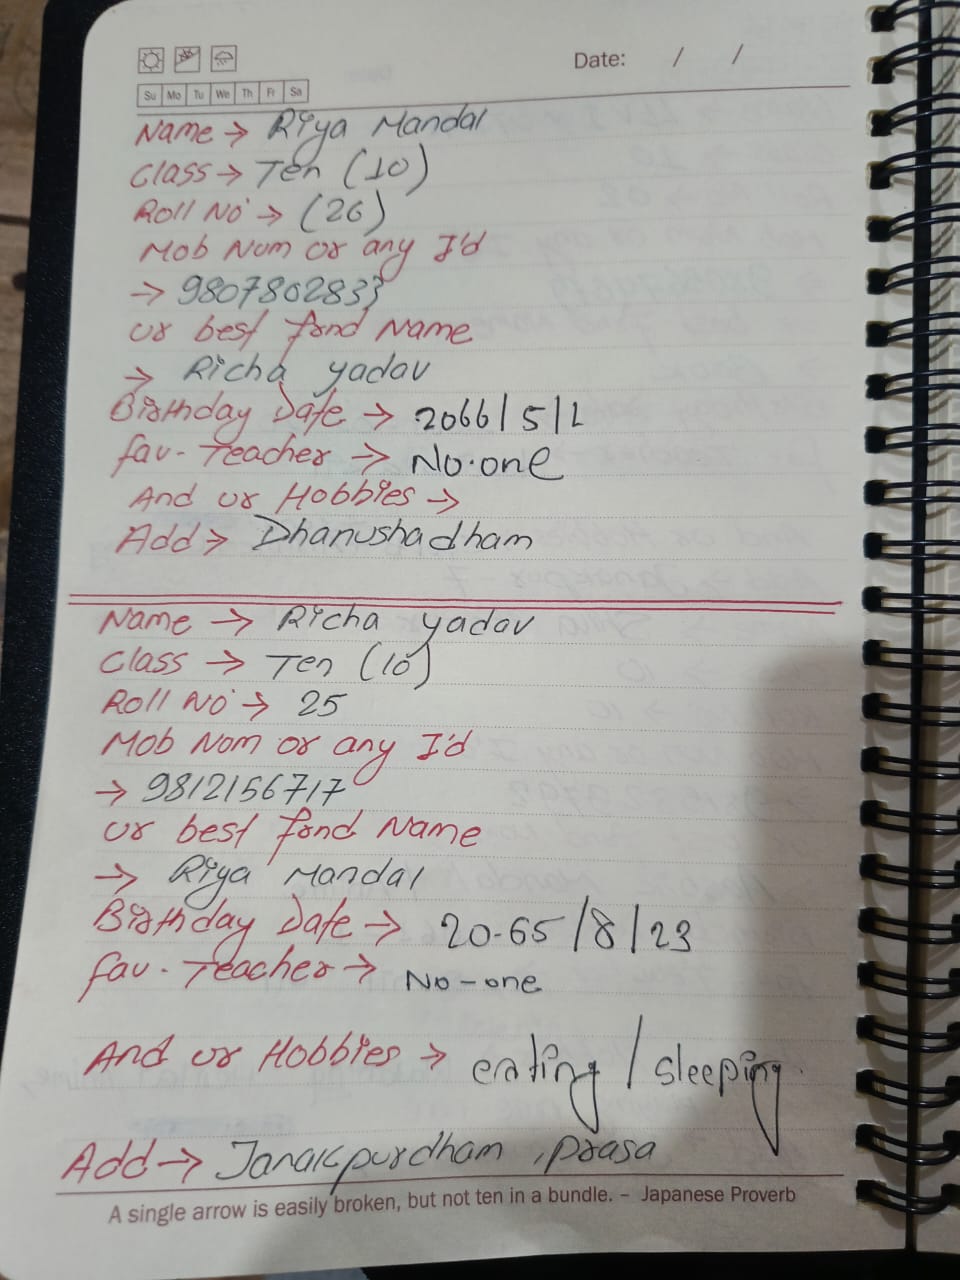 Date: / /
Su Mo Tu We Th Fr Sa
Name → Riya Mandal
Class → Ten (10)
Roll No → (26)
Mob Num or any I'd
→ 9807802833
Ur best frnd Name
→ Richa yadav
Birthday Date → 2066/5/2
fav - Teacher → No.one
And ur Hobbies →
Add → Dhanushadham
Name → Richa yadav
Class → Ten (10)
Roll No → 25
Mob Nom or any I'd
→ 9812156717
Ur best frnd Name
→ Riya Mandal
Birthday Date → 20-65/8/23
fav - Teacher → No-one
And ur Hobbies → eating / sleeping.
Add → Janakpurdham, prasa
A single arrow is easily broken, but not ten in a bundle. – Japanese Proverb